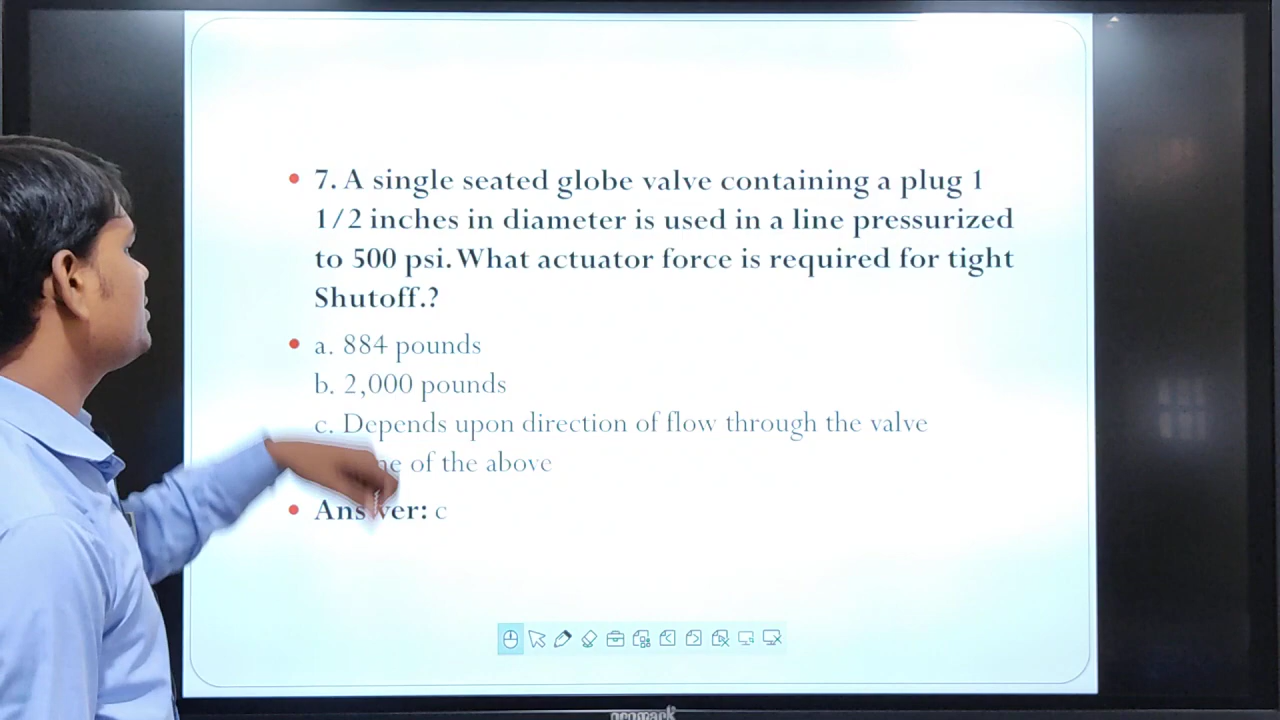 7. A single seated globe valve containing a plug 1
1/2 inches in diameter is used in a line pressurized
to 500 psi. What actuator force is required for tight
Shutoff.?
a. 884 pounds
b. 2,000 pounds
c. Depends upon direction of flow through the valve
of the above
Answer: c